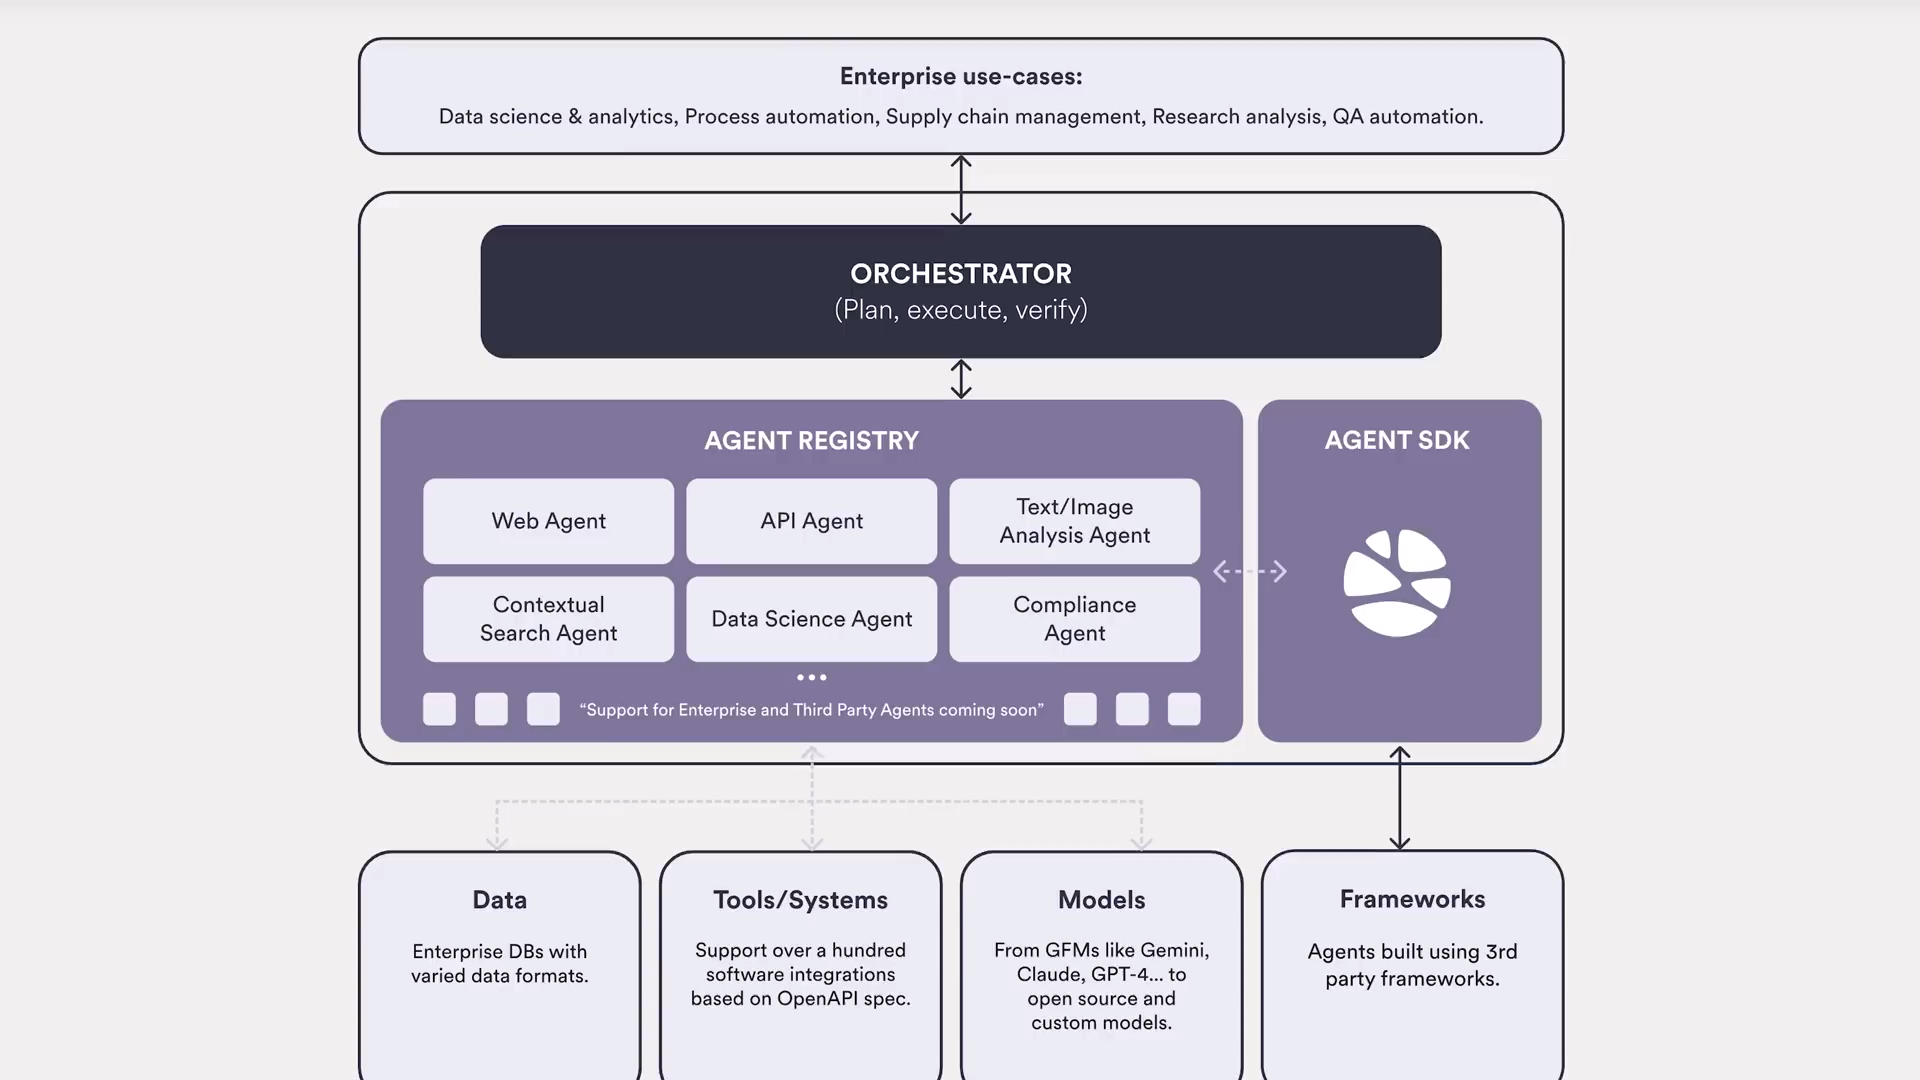 Enterprise use-cases:
Data science & analytics, Process automation, Supply chain management, Research analysis, QA automation.
ORCHESTRATOR
(Plan, execute, verify)
AGENT REGISTRY
Web Agent
API Agent
Text/Image
Analysis Agent
Contextual
Search Agent
Data Science Agent
Compliance
Agent
...
“Support for Enterprise and Third Party Agents coming soon”
AGENT SDK
Data
Enterprise DBs with
varied data formats.
Tools/Systems
Support over a hundred
software integrations
based on OpenAPI spec.
Models
From GFMs like Gemini,
Claude, GPT-4... to
open source and
custom models.
Frameworks
Agents built using 3rd
party frameworks.